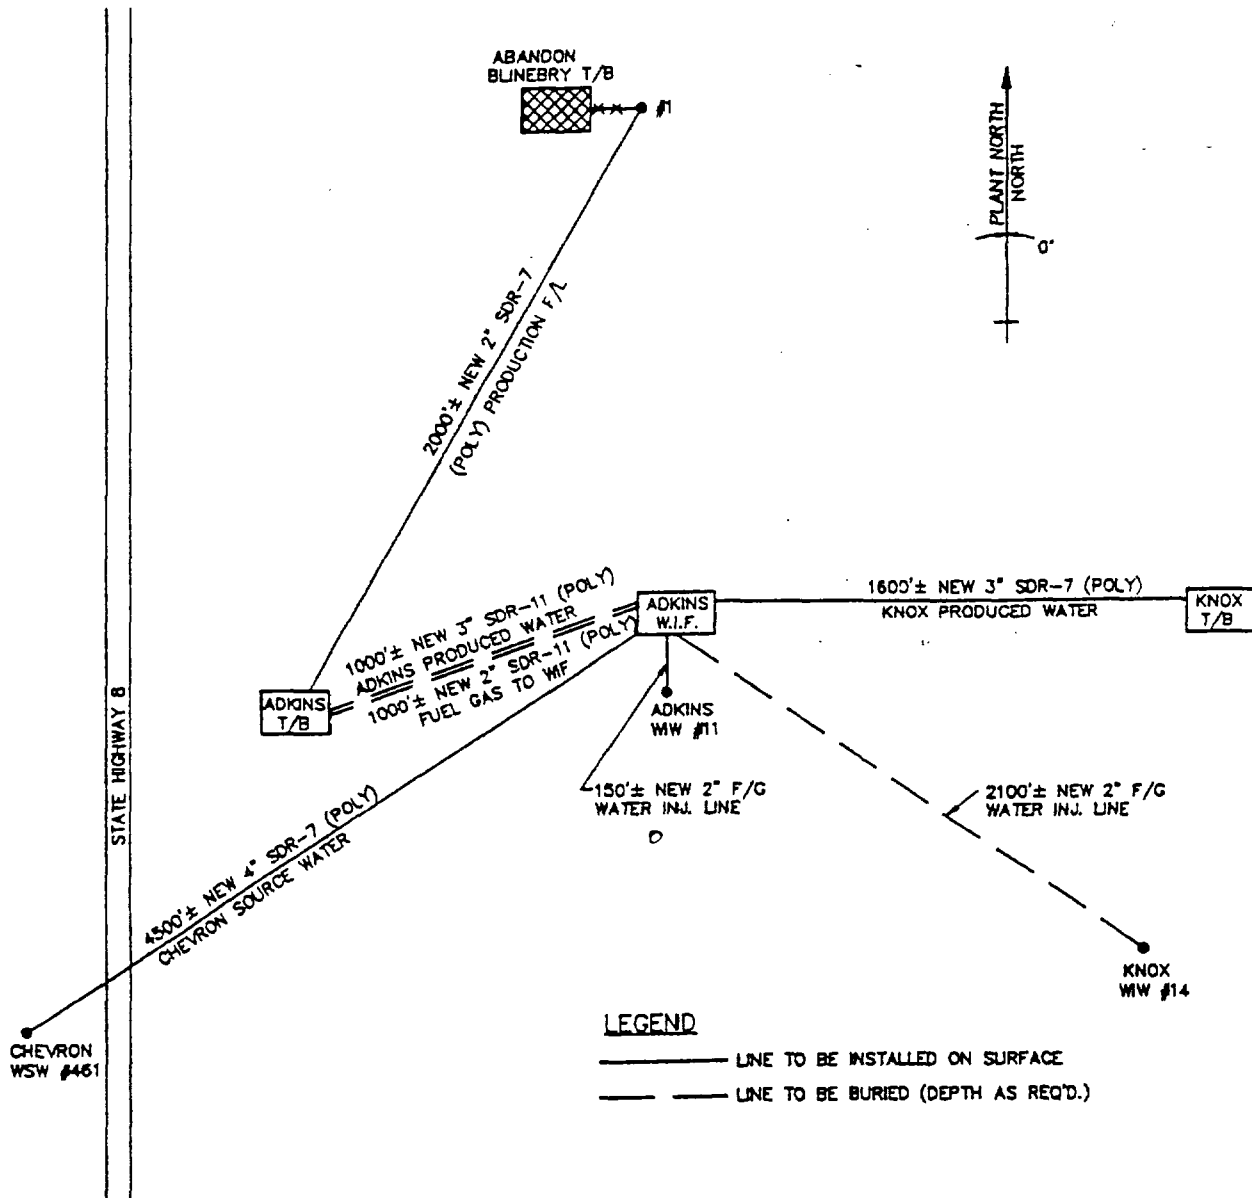 ABANDON
BLINEBRY T/B
#1
PLANT NORTH
NORTH
0°
2000'± NEW 2" SDR-7
(POLY) PRODUCTION F/L
1000'± NEW 3" SDR-11 (POLY)
ADKINS PRODUCED WATER
1000'± NEW 2" SDR-11 (POLY)
FUEL GAS TO WIF
ADKINS
W.I.F.
1600'± NEW 3" SDR-7 (POLY)
KNOX PRODUCED WATER
KNOX
T/B
ADKINS
T/B
ADKINS
WIW #11
STATE HIGHWAY 8
150'± NEW 2" F/G
WATER INJ. LINE
2100'± NEW 2" F/G
WATER INJ. LINE
4500'± NEW 4" SDR-7 (POLY)
CHEVRON SOURCE WATER
KNOX
WIW #14
CHEVRON
WSW #461
LEGEND
LINE TO BE INSTALLED ON SURFACE
LINE TO BE BURIED (DEPTH AS REQ'D.)